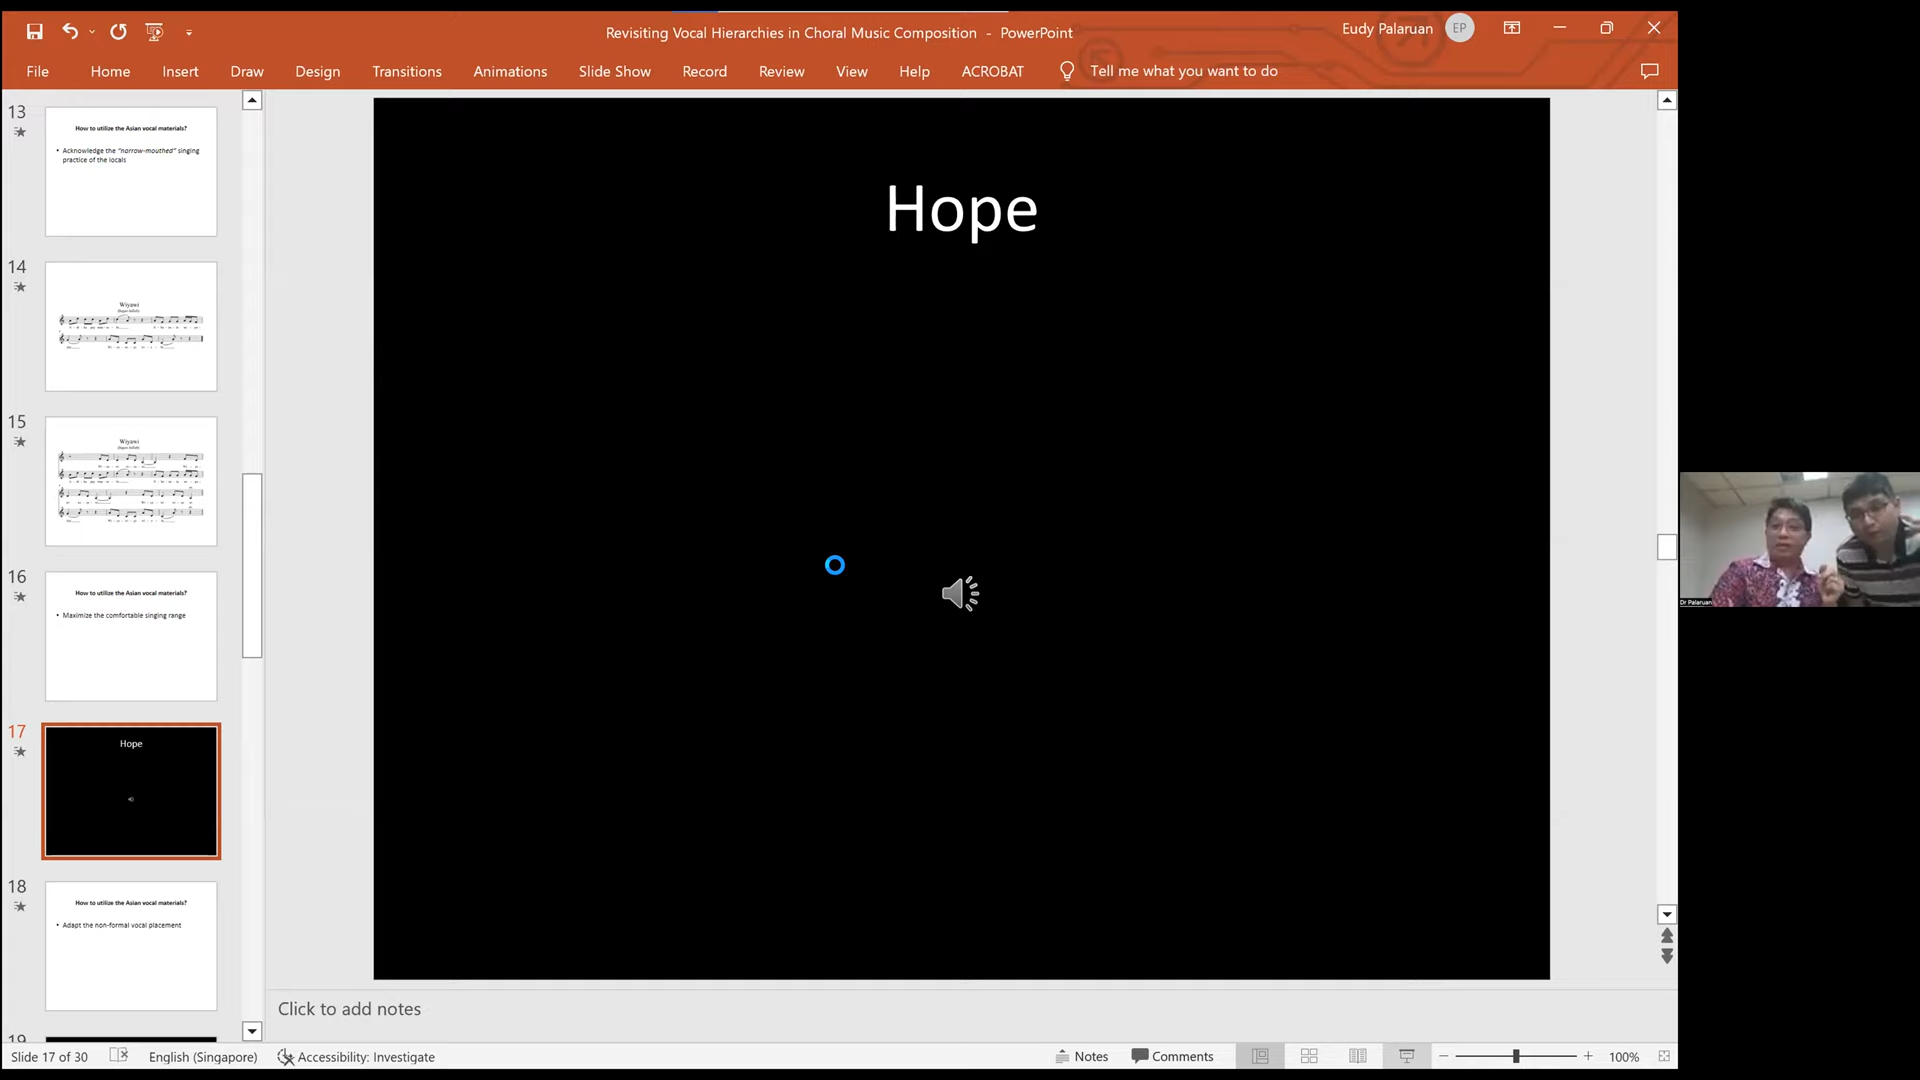 Revisiting Vocal Hierarchies in Choral Music Composition - PowerPoint
Eudy Palaruan
EP
File Home Insert Draw Design Transitions Animations Slide Show Record Review View Help ACROBAT Tell me what you want to do
13
How to utilize the Asian vocal materials?
• Acknowledge the "narrow-mouthed" singing
practice of the locals
14
Wiyawi
15
Wiyawi
16
How to utilize the Asian vocal materials?
• Maximize the comfortable singing range
17
Hope
18
How to utilize the Asian vocal materials?
• Adapt the non-formal vocal placement
19
Hope
Dr Palaruan
Click to add notes
Slide 17 of 30
English (Singapore)
Accessibility: Investigate
Notes
Comments
100%